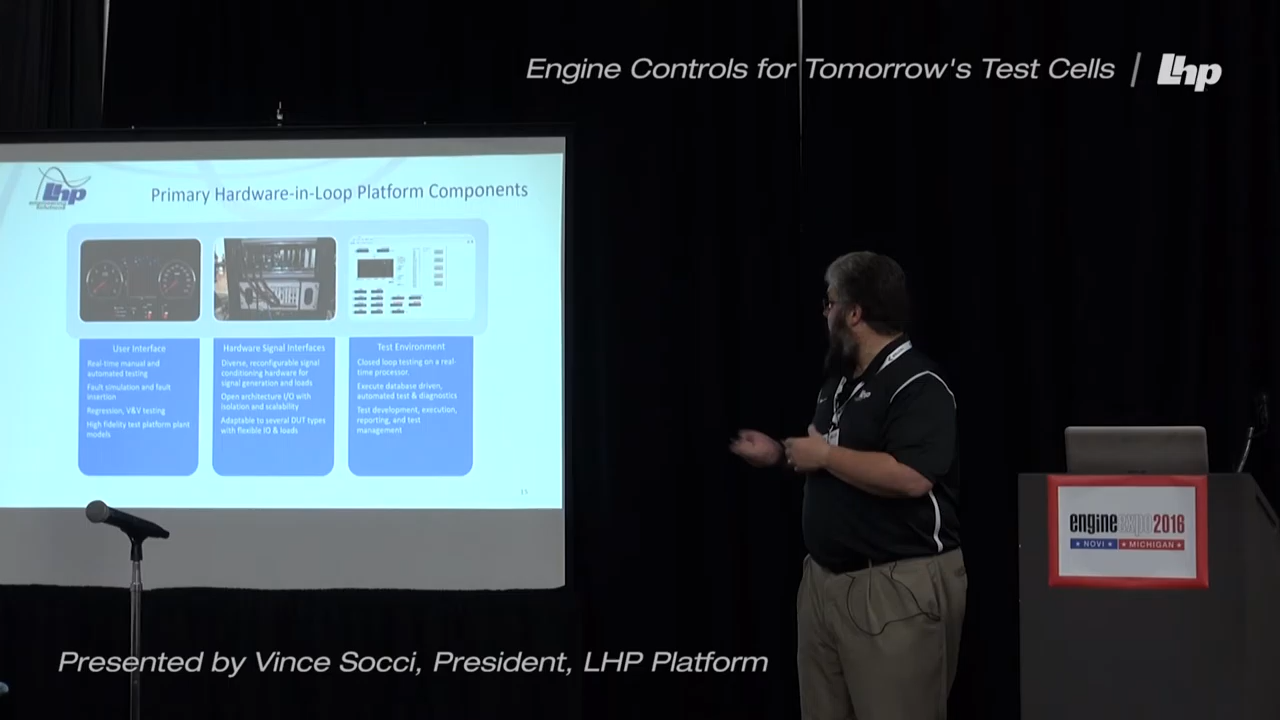 Engine Controls for Tomorrow's Test Cells | Lhp
Lhp
Primary Hardware-in-Loop Platform Components
User Interface
Real-time manual and
automated testing
Fault simulation and fault
insertion
Regression, V&V testing
High fidelity test platform plant
models
Hardware Signal Interfaces
Diverse, reconfigurable signal
conditioning hardware for
signal generation and loads
Open architecture I/O with
isolation and scalability
Adaptable to several DUT types
with flexible IO & loads
Test Environment
Closed loop testing on a real-
time processor.
Execute database driven,
automated test & diagnostics
Test development, execution,
reporting, and test
management
15
engineexpo2016
NOVI MICHIGAN
Presented by Vince Socci, President, LHP Platform